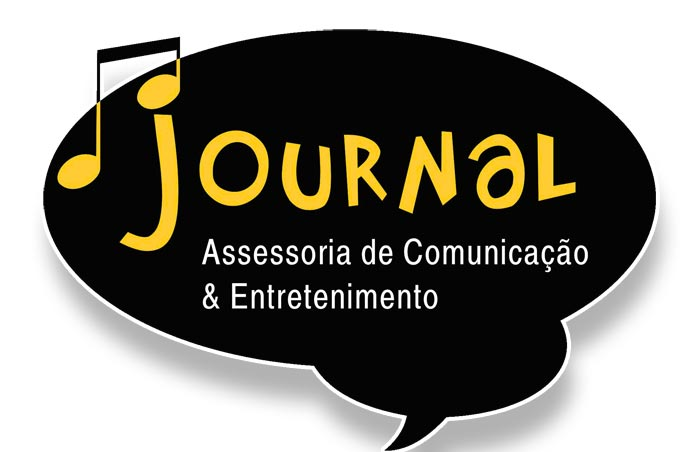 JOURNAL
Assessoria de Comunicação
& Entretenimento